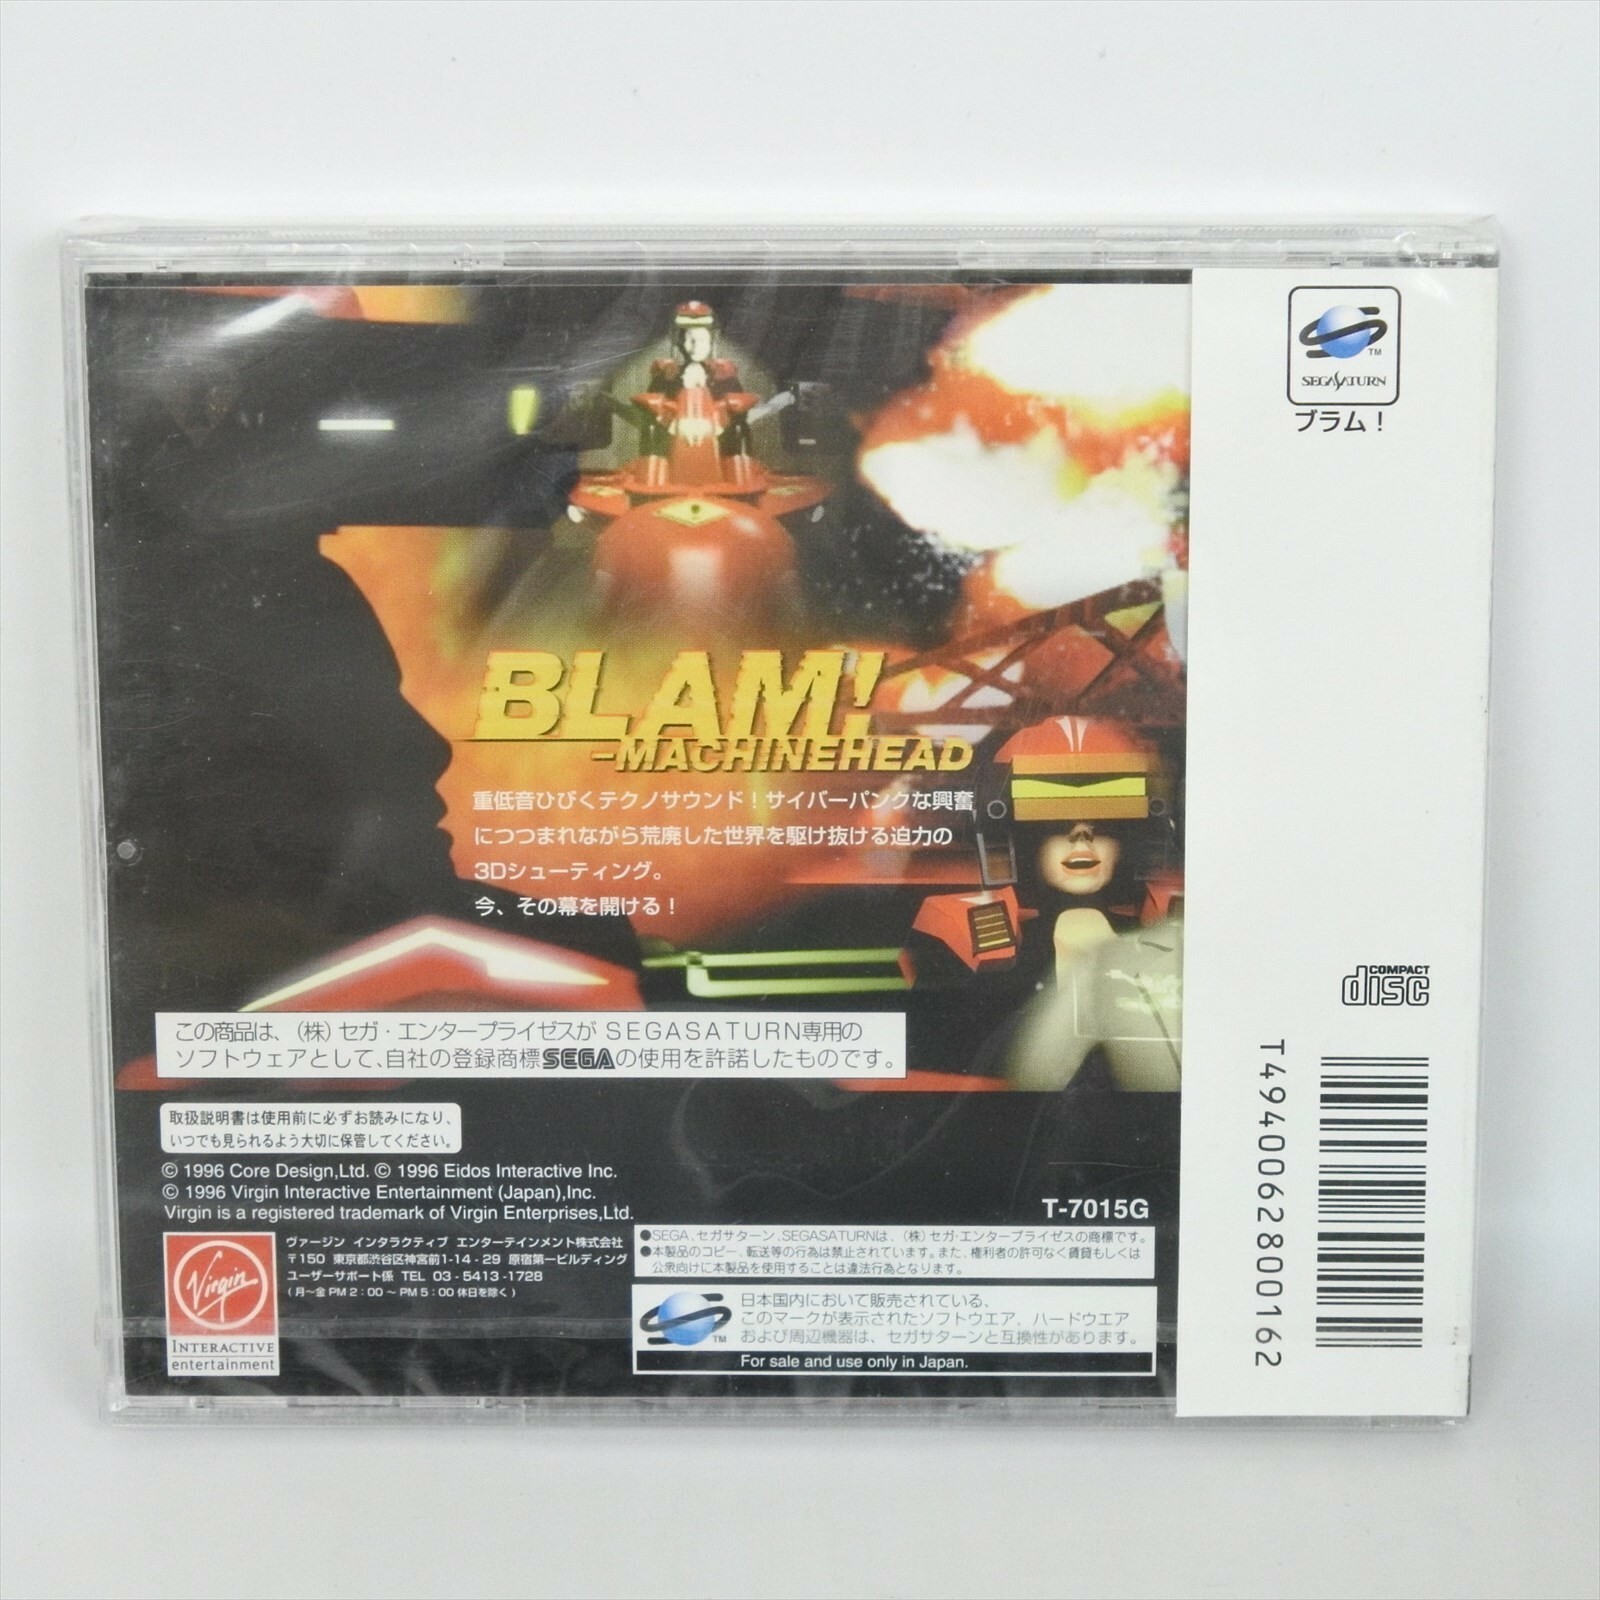 TM
SEGA SATURN
ブラム!
BLAM!
-MACHINEHEAD
重低音ひびくテクノサウンド!サイバーパンクな興奮
につつまれながら荒廃した世界を駆け抜ける迫力の
3Dシューティング。
今、その幕を開ける!
COMPACT
disc
T4940062800162
この商品は、(株)セガ・エンタープライゼスがSEGASATURN専用の
ソフトウェアとして、自社の登録商標SEGAの使用を許諾したものです。
取扱説明書は使用前に必ずお読みになり、
いつでも見られるよう大切に保管してください。
© 1996 Core Design,Ltd. © 1996 Eidos Interactive Inc.
© 1996 Virgin Interactive Entertainment (Japan),Inc.
Virgin is a registered trademark of Virgin Enterprises,Ltd.
T-7015G
Virgin
INTERACTIVE
entertainment
ヴァージン インタラクティブ エンターテインメント株式会社
〒150 東京都渋谷区神宮前1-14-29 原宿第一ビルディング
ユーザーサポート係 TEL 03-5413-1728
(月〜金 PM 2:00 〜 PM 5:00 休日を除く)
●SEGA、セガサターン、SEGASATURNは、(株)セガ・エンタープライゼスの商標です。
●本製品のコピー、転送等の行為は禁止されています。また、権利者の許可なく賃貸もしくは
公衆向けに本製品を使用することは違法行為となります。
TM
日本国内において販売されている、
このマークが表示されたソフトウエア、ハードウエア
および周辺機器は、セガサターンと互換性があります。
For sale and use only in Japan.